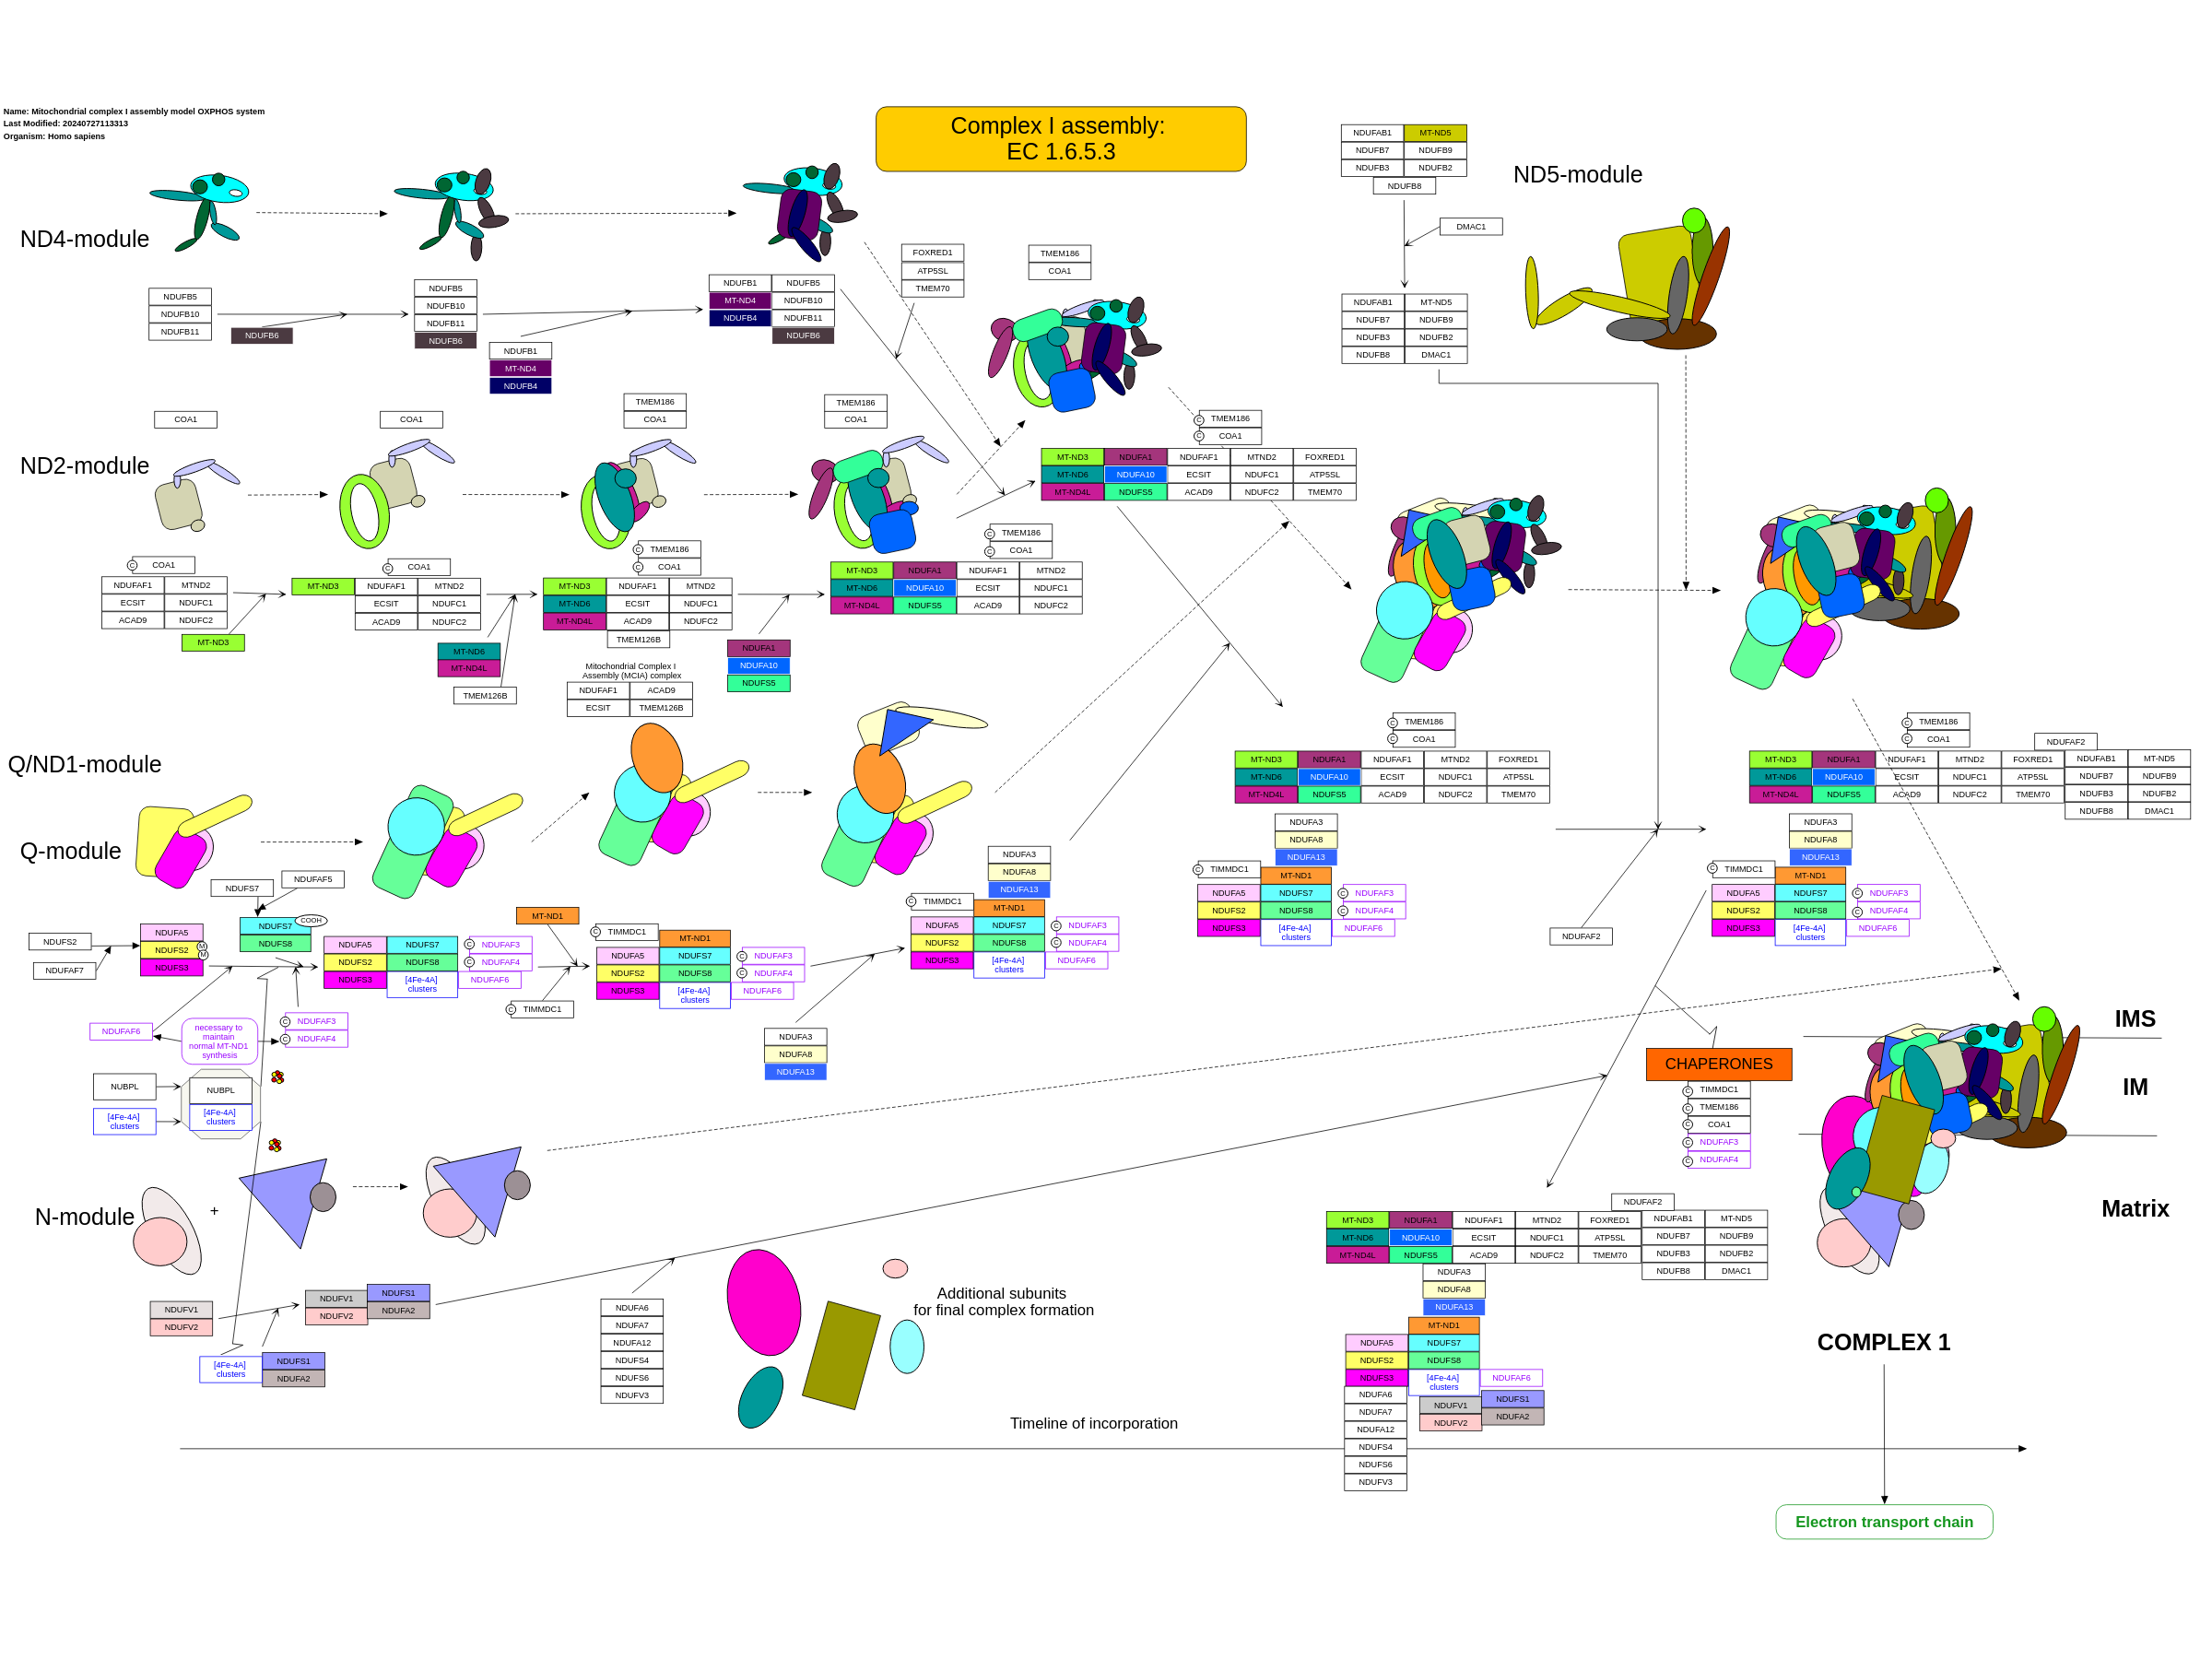 Name: Mitochondrial complex I assembly model OXPHOS system
Last Modified: 20240727113313
Organism: Homo sapiens
Complex I assembly:
EC 1.6.5.3
ND5-module
NDUFAB1 MT-ND5
NDUFB7 NDUFB9
NDUFB3 NDUFB2
NDUFB8
DMAC1
NDUFAB1 MT-ND5
NDUFB7 NDUFB9
NDUFB3 NDUFB2
NDUFB8 DMAC1
ND4-module
NDUFB5
NDUFB10
NDUFB11
NDUFB6
NDUFB5
NDUFB10
NDUFB11
NDUFB6
NDUFB1
MT-ND4
NDUFB4
NDUFB1 NDUFB5
MT-ND4 NDUFB10
NDUFB4 NDUFB11
NDUFB6
FOXRED1
ATP5SL
TMEM70
TMEM186
COA1
ND2-module
COA1
COA1
TMEM186
COA1
TMEM186
COA1
C COA1
NDUFAF1 MTND2
ECSIT NDUFC1
ACAD9 NDUFC2
MT-ND3
C COA1
MT-ND3 NDUFAF1 MTND2
ECSIT NDUFC1
ACAD9 NDUFC2
MT-ND6
MT-ND4L
TMEM126B
C TMEM186
C COA1
MT-ND3 NDUFAF1 MTND2
MT-ND6 ECSIT NDUFC1
MT-ND4L ACAD9 NDUFC2
TMEM126B
Mitochondrial Complex I
Assembly (MCIA) complex
NDUFAF1 ACAD9
ECSIT TMEM126B
NDUFA1
NDUFA10
NDUFS5
C TMEM186
C COA1
MT-ND3 NDUFA1 NDUFAF1 MTND2
MT-ND6 NDUFA10 ECSIT NDUFC1
MT-ND4L NDUFS5 ACAD9 NDUFC2
C TMEM186
C COA1
MT-ND3 NDUFA1 NDUFAF1 MTND2 FOXRED1
MT-ND6 NDUFA10 ECSIT NDUFC1 ATP5SL
MT-ND4L NDUFS5 ACAD9 NDUFC2 TMEM70
Q/ND1-module
Q-module
NDUFS7
NDUFAF5
NDUFS2
NDUFAF7
NDUFA5
NDUFS2 M
NDUFS3 M
NDUFS7 COOH
NDUFS8
NDUFA5 NDUFS7 C NDUFAF3
NDUFS2 NDUFS8 C NDUFAF4
NDUFS3 [4Fe-4A]
clusters NDUFAF6
MT-ND1
C TIMMDC1
C TIMMDC1
MT-ND1
NDUFA5 NDUFS7 C NDUFAF3
NDUFS2 NDUFS8 C NDUFAF4
NDUFS3 [4Fe-4A]
clusters NDUFAF6
NDUFA3
NDUFA8
NDUFA13
NDUFA3
NDUFA8
NDUFA13
C TIMMDC1
MT-ND1
NDUFA5 NDUFS7 C NDUFAF3
NDUFS2 NDUFS8 C NDUFAF4
NDUFS3 [4Fe-4A]
clusters NDUFAF6
NDUFAF6
necessary to
maintain
normal MT-ND1
synthesis
C NDUFAF3
C NDUFAF4
NUBPL
[4Fe-4A]
clusters
NUBPL
[4Fe-4A]
clusters
C TMEM186
C COA1
MT-ND3 NDUFA1 NDUFAF1 MTND2 FOXRED1
MT-ND6 NDUFA10 ECSIT NDUFC1 ATP5SL
MT-ND4L NDUFS5 ACAD9 NDUFC2 TMEM70
NDUFA3
NDUFA8
NDUFA13
C TIMMDC1
MT-ND1
NDUFA5 NDUFS7 C NDUFAF3
NDUFS2 NDUFS8 C NDUFAF4
NDUFS3 [4Fe-4A]
clusters NDUFAF6
NDUFAF2
C TMEM186
C COA1
NDUFAF2
MT-ND3 NDUFA1 NDUFAF1 MTND2 FOXRED1 NDUFAB1 MT-ND5
MT-ND6 NDUFA10 ECSIT NDUFC1 ATP5SL NDUFB7 NDUFB9
MT-ND4L NDUFS5 ACAD9 NDUFC2 TMEM70 NDUFB3 NDUFB2
NDUFB8 DMAC1
NDUFA3
NDUFA8
NDUFA13
C TIMMDC1
MT-ND1
NDUFA5 NDUFS7 C NDUFAF3
NDUFS2 NDUFS8 C NDUFAF4
NDUFS3 [4Fe-4A]
clusters NDUFAF6
IMS
IM
Matrix
CHAPERONES
C TIMMDC1
C TMEM186
C COA1
C NDUFAF3
C NDUFAF4
N-module
+
NDUFV1
NDUFV2
[4Fe-4A]
clusters
NDUFS1
NDUFA2
NDUFV1 NDUFS1
NDUFV2 NDUFA2
NDUFA6
NDUFA7
NDUFA12
NDUFS4
NDUFS6
NDUFV3
Additional subunits
for final complex formation
NDUFAF2
MT-ND3 NDUFA1 NDUFAF1 MTND2 FOXRED1 NDUFAB1 MT-ND5
MT-ND6 NDUFA10 ECSIT NDUFC1 ATP5SL NDUFB7 NDUFB9
MT-ND4L NDUFS5 ACAD9 NDUFC2 TMEM70 NDUFB3 NDUFB2
NDUFB8 DMAC1
NDUFA3
NDUFA8
NDUFA13
MT-ND1
NDUFA5 NDUFS7
NDUFS2 NDUFS8
NDUFS3 [4Fe-4A]
clusters NDUFAF6
NDUFA6 NDUFV1 NDUFS1
NDUFA7 NDUFV2 NDUFA2
NDUFA12
NDUFS4
NDUFS6
NDUFV3
COMPLEX 1
Timeline of incorporation
Electron transport chain